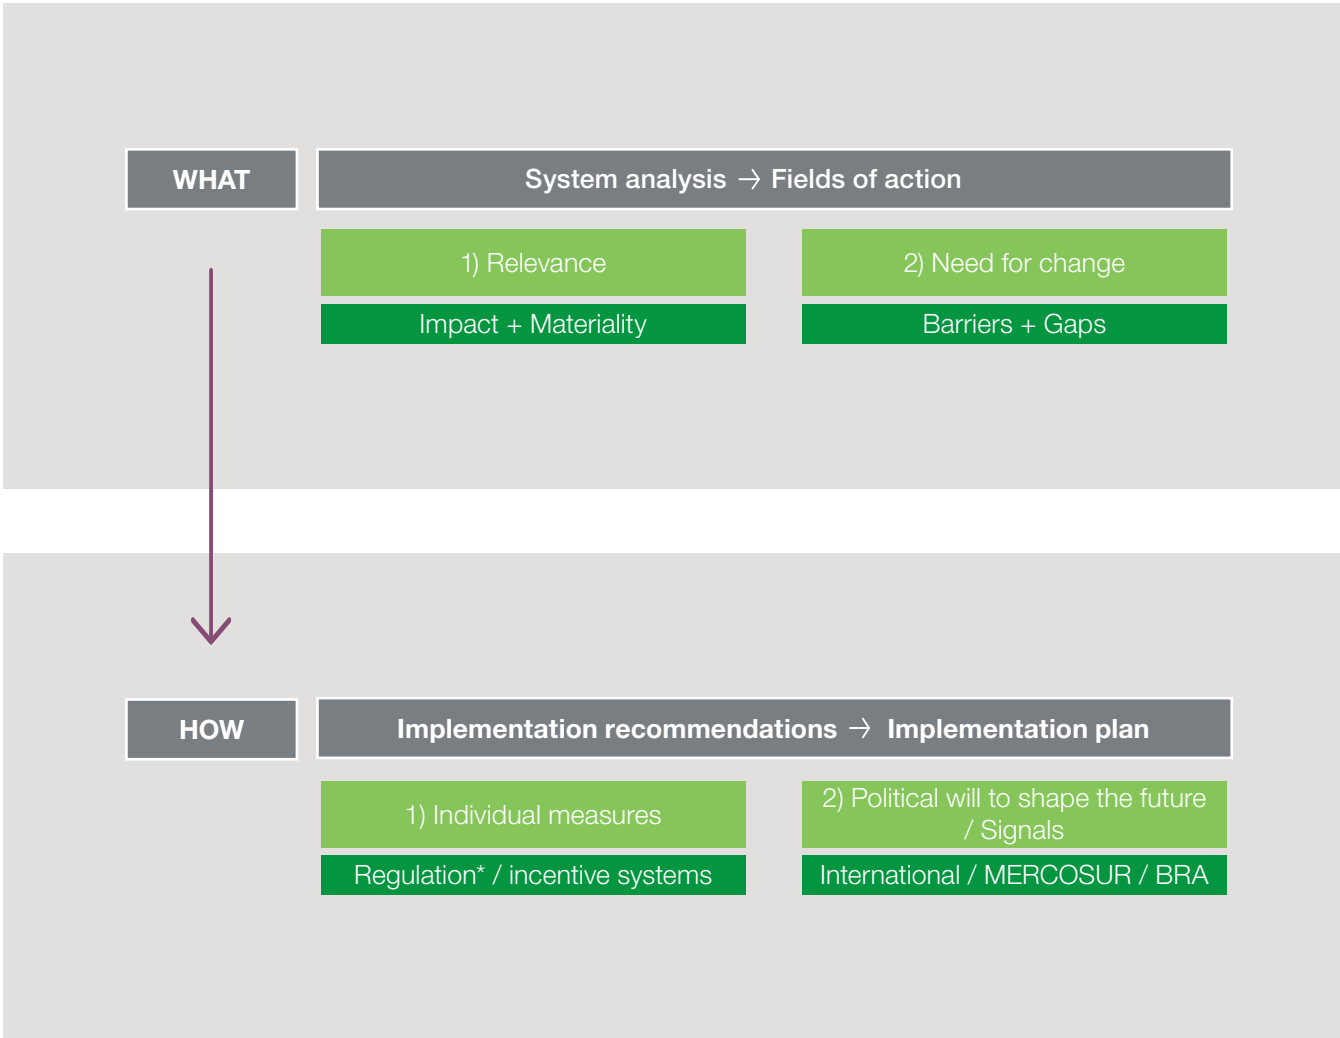 WHAT
System analysis → Fields of action
1) Relevance
2) Need for change
Impact + Materiality
Barriers + Gaps
HOW
Implementation recommendations → Implementation plan
1) Individual measures
2) Political will to shape the future
/ Signals
Regulation* / incentive systems
International / MERCOSUR / BRA